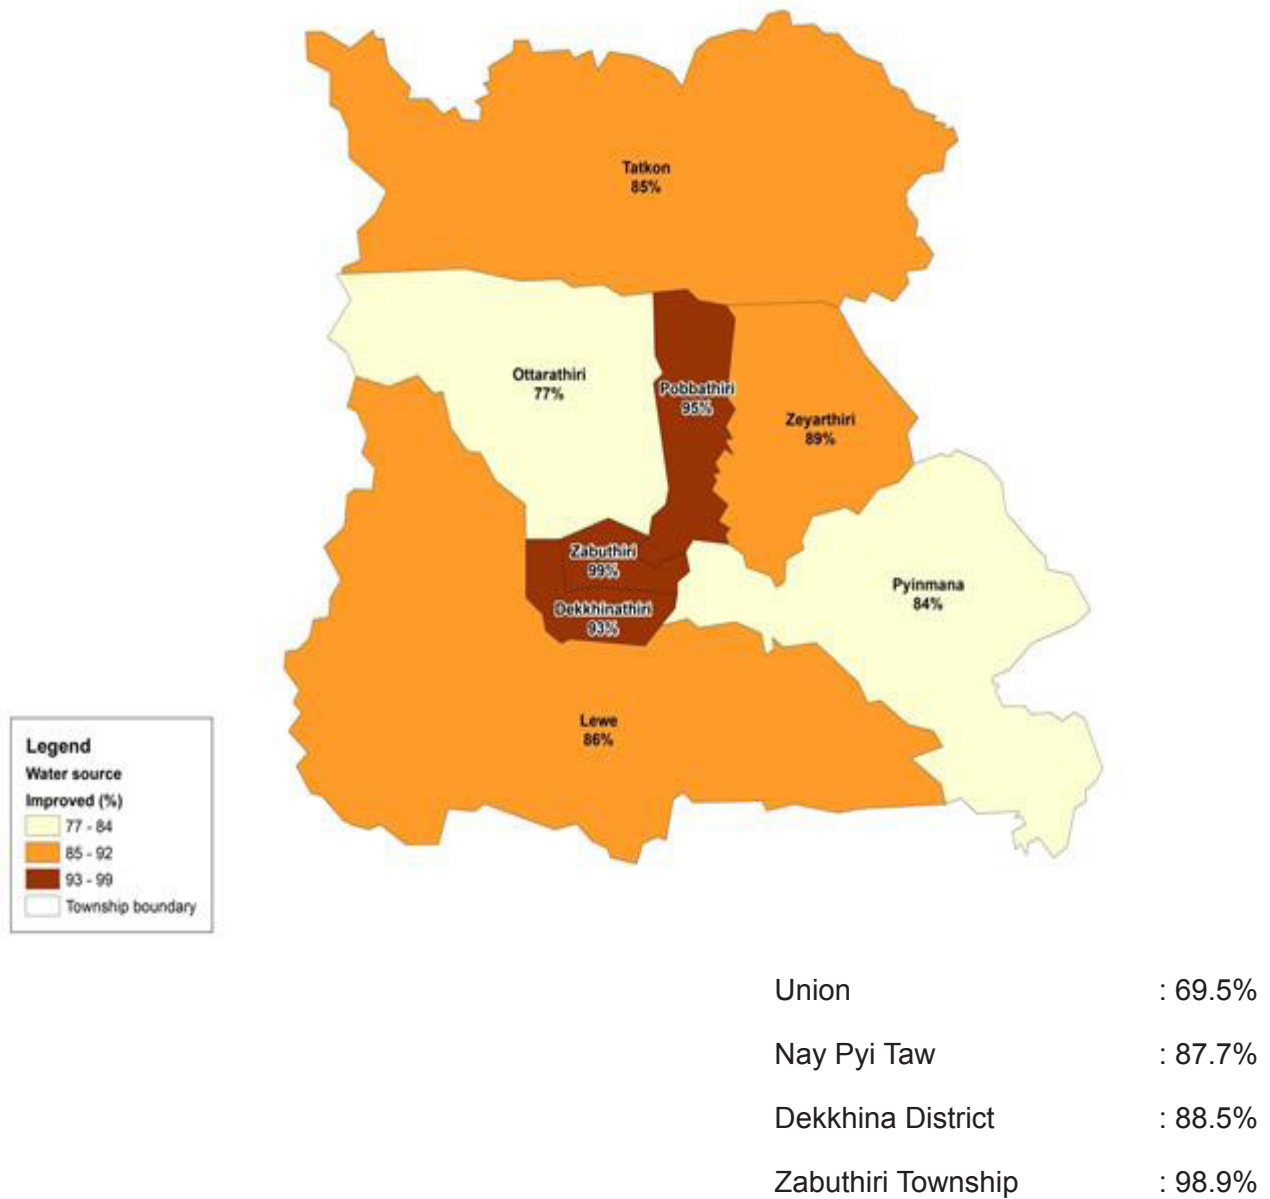 Tatkon
85%
Ottarathiri
77%
Pobbathiri
95%
Zeyarthiri
89%
Zabuthiri
99%
Pyinmana
84%
Dekkhinathiri
93%
Lewe
86%
Legend
Water source
Improved (%)
77 - 84
85 - 92
93 - 99
Township boundary
Union : 69.5%
Nay Pyi Taw : 87.7%
Dekkhina District : 88.5%
Zabuthiri Township : 98.9%